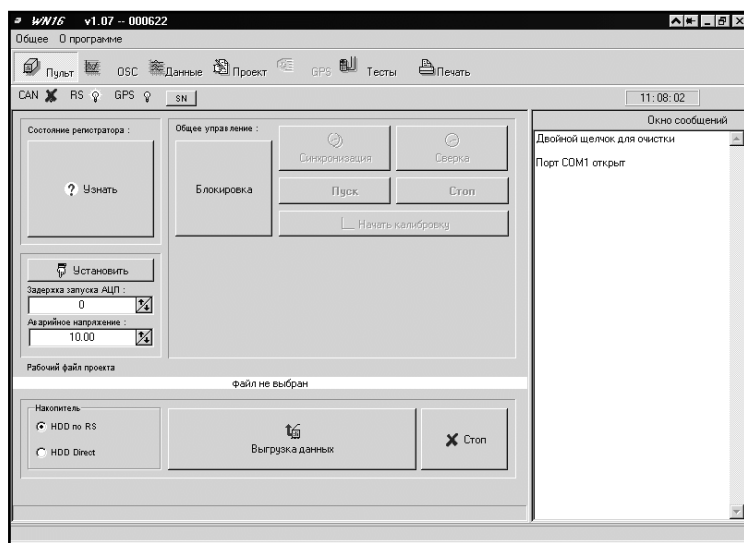 WN16 v1.07 -- 000622
Общее О программе
Пульт OSC Данные Проект GPS Тесты Печать
CAN RS GPS SN 11:08:02
Окно сообщений
Состояние регистратора :
? Узнать
Общее управление :
Блокировка
Синхронизация
Сверка
Пуск
Стоп
Начать калибровку
Двойной щелчок для очистки
Порт COM1 открыт
Установить
Задержка запуска АЦП :
0
Аварийное напряжение :
10.00
Рабочий файл проекта
Файл не выбран
Накопитель
HDD по RS
HDD Direct
Выгрузка данных
Стоп